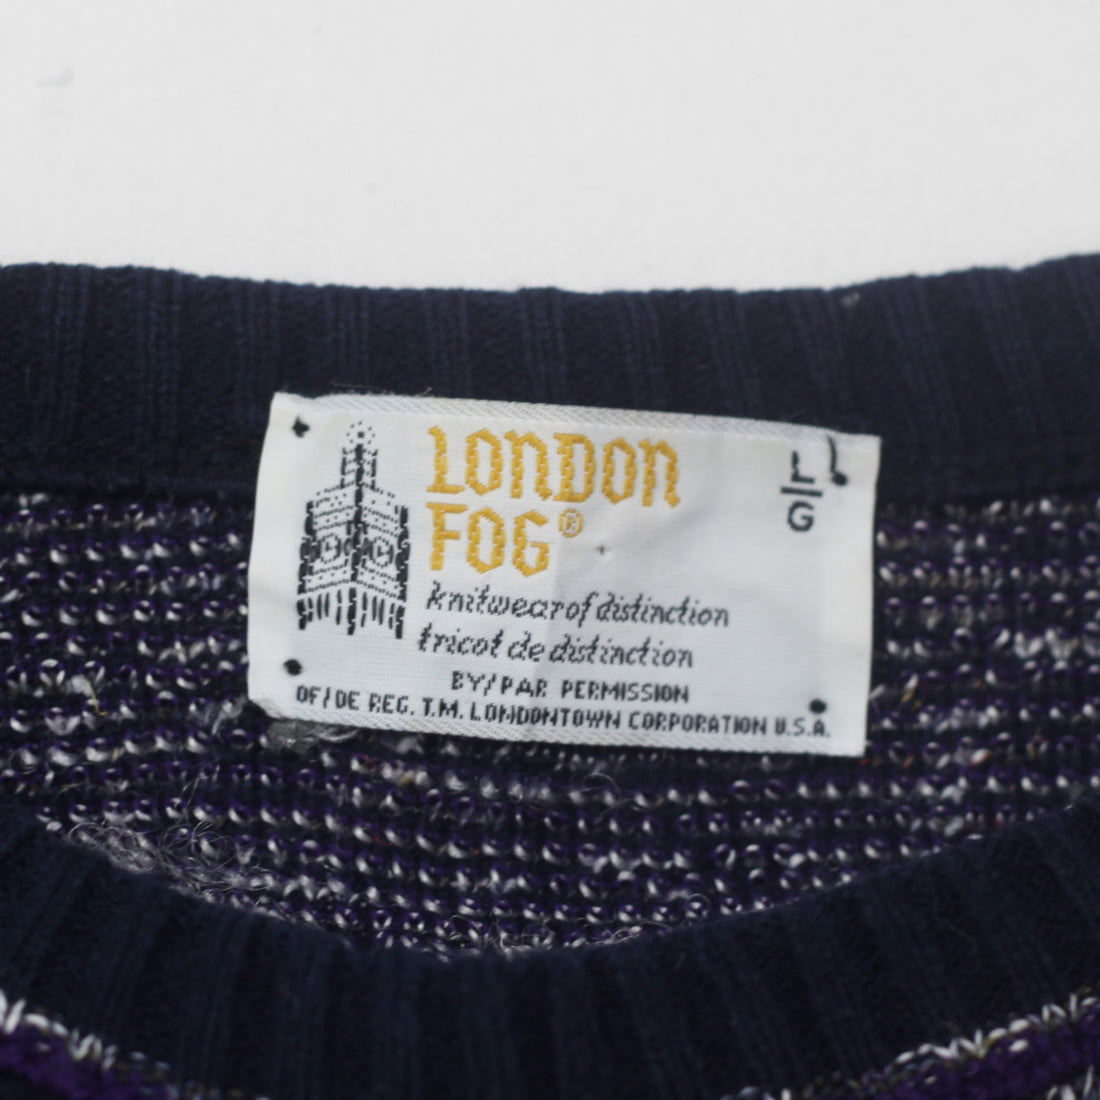 LONDON
FOG®
knitwear of distinction
tricot de distinction
BY/PAR PERMISSION
OF/DE REG. T.M. LONDONTOWN CORPORATION U.S.A.
L
G